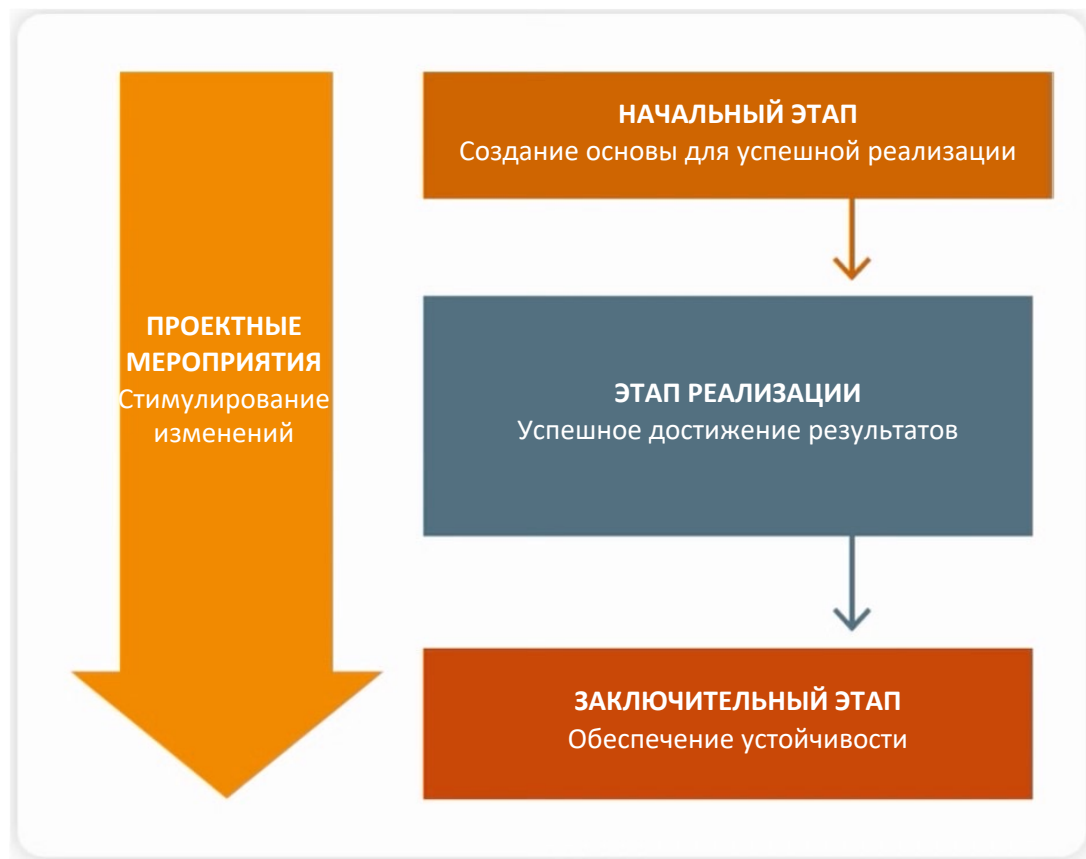 НАЧАЛЬНЫЙ ЭТАП
Создание основы для успешной реализации
ПРОЕКТНЫЕ
МЕРОПРИЯТИЯ
Стимулирование
изменений
ЭТАП РЕАЛИЗАЦИИ
Успешное достижение результатов
ЗАКЛЮЧИТЕЛЬНЫЙ ЭТАП
Обеспечение устойчивости